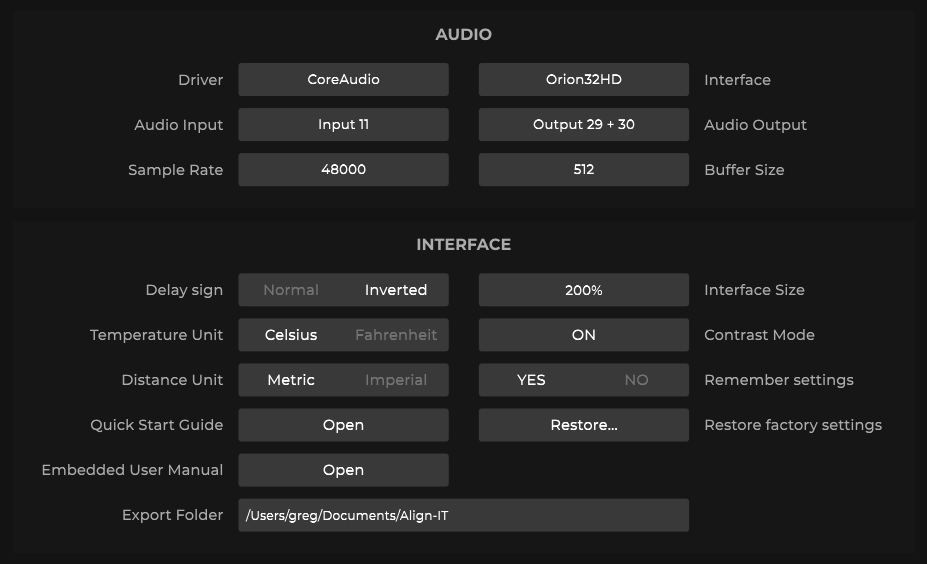 AUDIO
Driver CoreAudio Orion32HD Interface
Audio Input Input 11 Output 29 + 30 Audio Output
Sample Rate 48000 512 Buffer Size
INTERFACE
Delay sign Normal Inverted 200% Interface Size
Temperature Unit Celsius Fahrenheit ON Contrast Mode
Distance Unit Metric Imperial YES NO Remember settings
Quick Start Guide Open Restore... Restore factory settings
Embedded User Manual Open
Export Folder /Users/greg/Documents/Align-IT